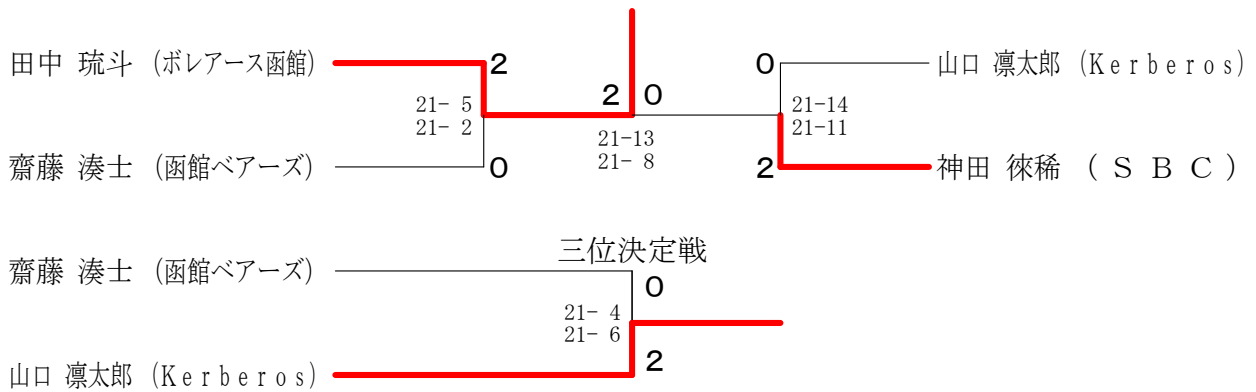 田中 琉斗 (ボレアース函館)
2
0
山口 凛太郎 (Kerberos)
21- 5
21- 2
2
0
21-14
21-11
21-13
21- 8
齋藤 湊士 (函館ベアーズ)
0
2
神田 徠稀 ( S B C )
三位決定戦
齋藤 湊士 (函館ベアーズ)
0
21- 4
21- 6
2
山口 凛太郎 (Kerberos)